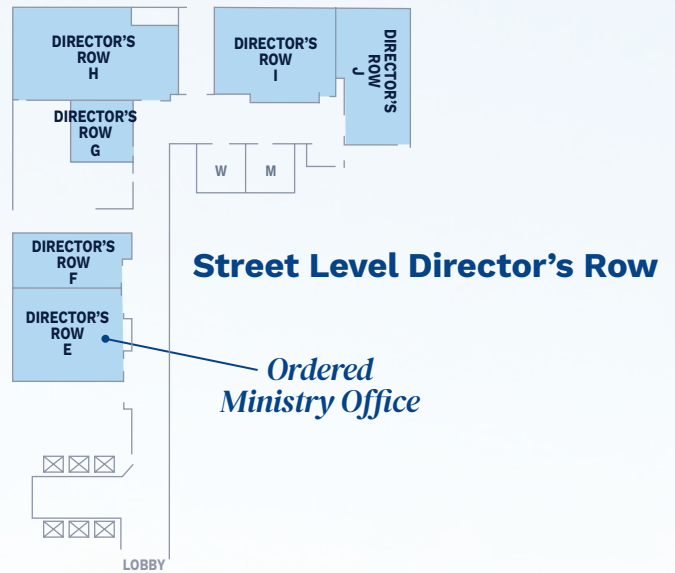 DIRECTOR'S
ROW
H
DIRECTOR'S
ROW
I
DIRECTOR'S
ROW
J
DIRECTOR'S
ROW
G
W
M
DIRECTOR'S
ROW
F
Street Level Director's Row
DIRECTOR'S
ROW
E
Ordered
Ministry Office
LOBBY